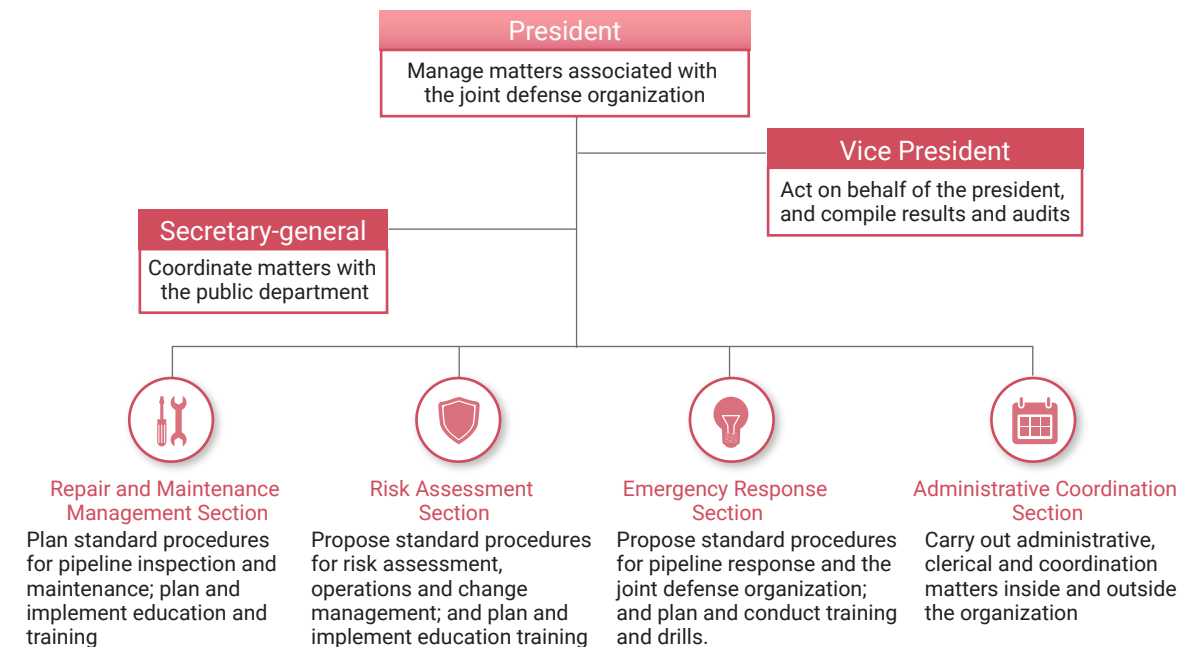 President
Manage matters associated with
the joint defense organization
Vice President
Act on behalf of the president,
and compile results and audits
Secretary-general
Coordinate matters with
the public department
Repair and Maintenance
Management Section
Plan standard procedures
for pipeline inspection and
maintenance; plan and
implement education and
training
Risk Assessment
Section
Propose standard procedures
for risk assessment,
operations and change
management; and plan and
implement education training
Emergency Response
Section
Propose standard procedures
for pipeline response and the
joint defense organization;
and plan and conduct training
and drills.
Administrative Coordination
Section
Carry out administrative,
clerical and coordination
matters inside and outside
the organization